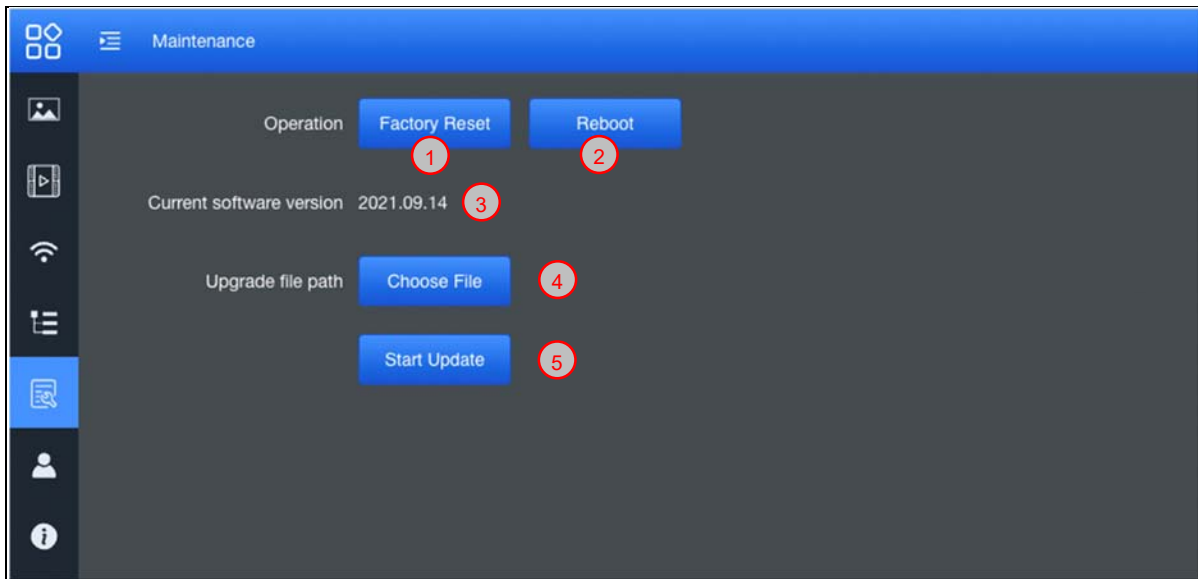 Maintenance
Operation Factory Reset Reboot
1 2
Current software version 2021.09.14 3
Upgrade file path Choose File 4
Start Update 5